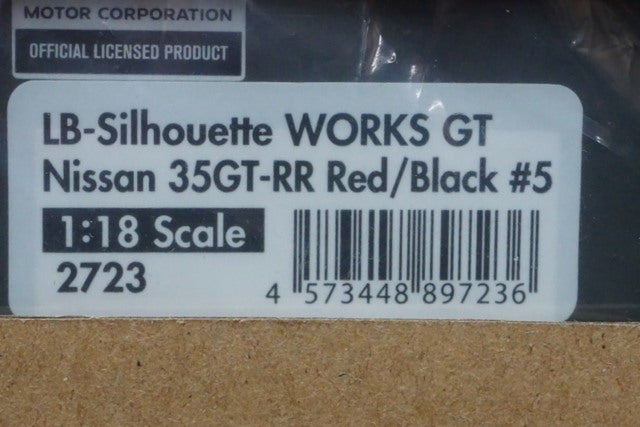 MOTOR CORPORATION
OFFICIAL LICENSED PRODUCT
LB-Silhouette WORKS GT
Nissan 35GT-RR Red/Black #5
1:18 Scale
2723
4 573448 897236